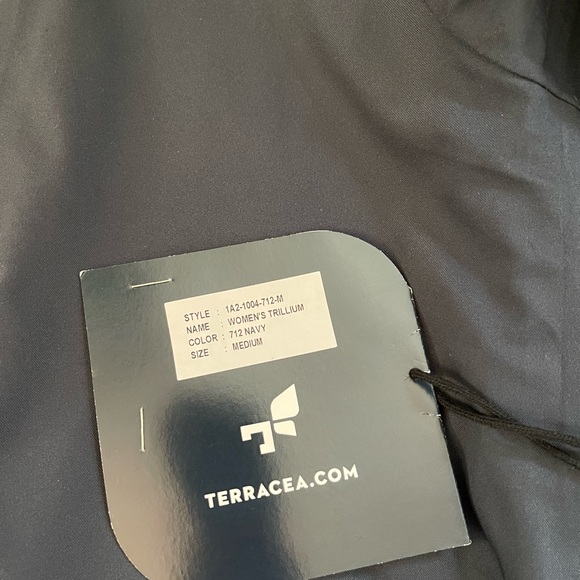 STYLE : 1A2-1004-712-M
NAME : WOMEN'S TRILLIUM
COLOR : 712 NAVY
SIZE : MEDIUM
TERRACEA.COM